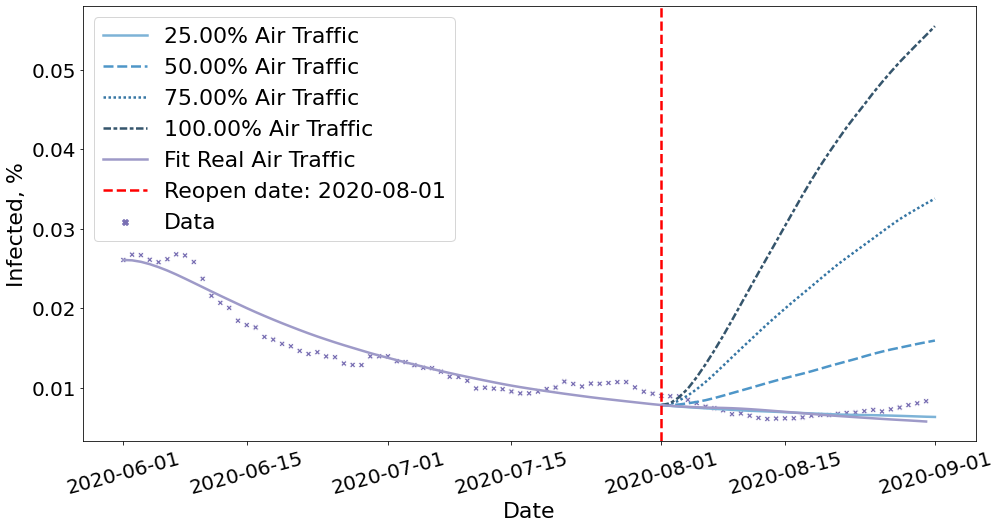 25.00% Air Traffic
50.00% Air Traffic
75.00% Air Traffic
100.00% Air Traffic
Fit Real Air Traffic
Reopen date: 2020-08-01
Data
Infected, %
0.05
0.04
0.03
0.02
0.01
2020-06-01
2020-06-15
2020-07-01
2020-07-15
2020-08-01
2020-08-15
2020-09-01
Date